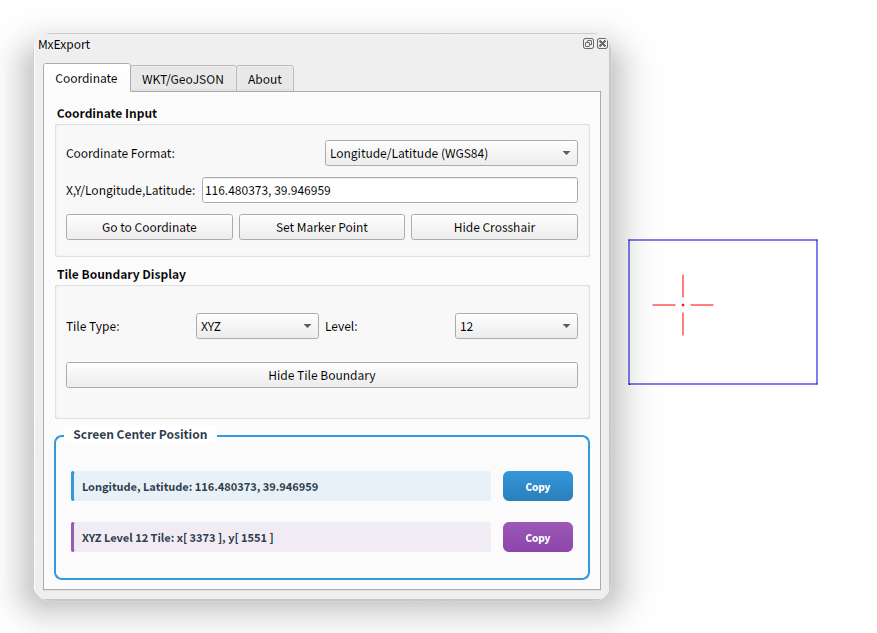 MxExport
Coordinate WKT/GeoJSON About
Coordinate Input
Coordinate Format: Longitude/Latitude (WGS84)
X,Y/Longitude,Latitude: 116.480373, 39.946959
Go to Coordinate Set Marker Point Hide Crosshair
Tile Boundary Display
Tile Type: XYZ Level: 12
Hide Tile Boundary
Screen Center Position
Longitude, Latitude: 116.480373, 39.946959 Copy
XYZ Level 12 Tile: x[ 3373 ], y[ 1551 ] Copy